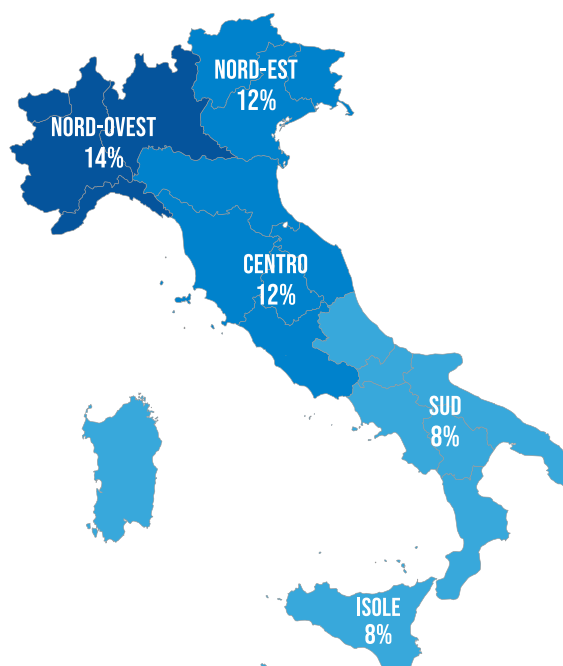 NORD-EST
12%
NORD-OVEST
14%
CENTRO
12%
SUD
8%
ISOLE
8%